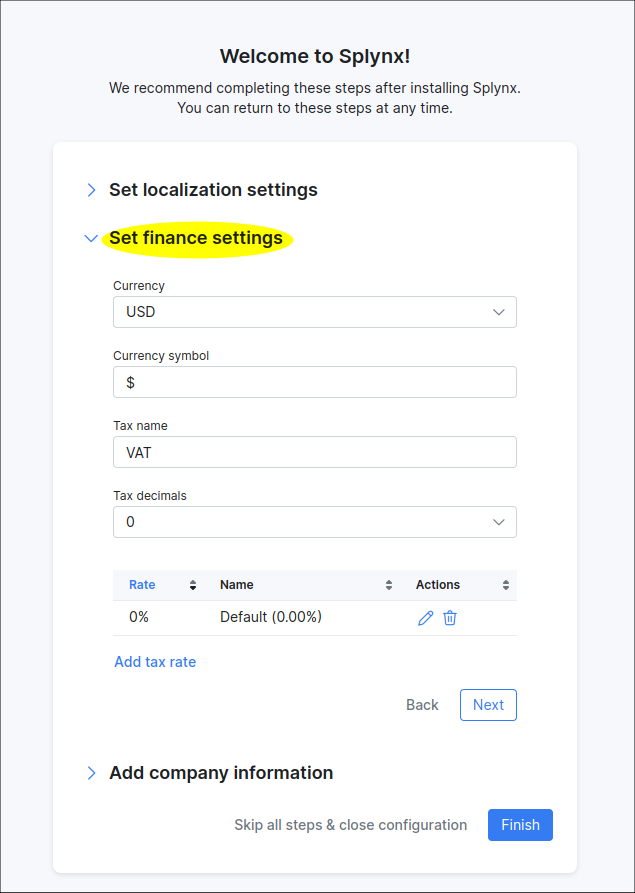 Welcome to Splynx!
We recommend completing these steps after installing Splynx.
You can return to these steps at any time.
Set localization settings
Set finance settings
Currency
USD
Currency symbol
$
Tax name
VAT
Tax decimals
0
Rate Name Actions
0% Default (0.00%)
Add tax rate
Back Next
Add company information
Skip all steps & close configuration Finish